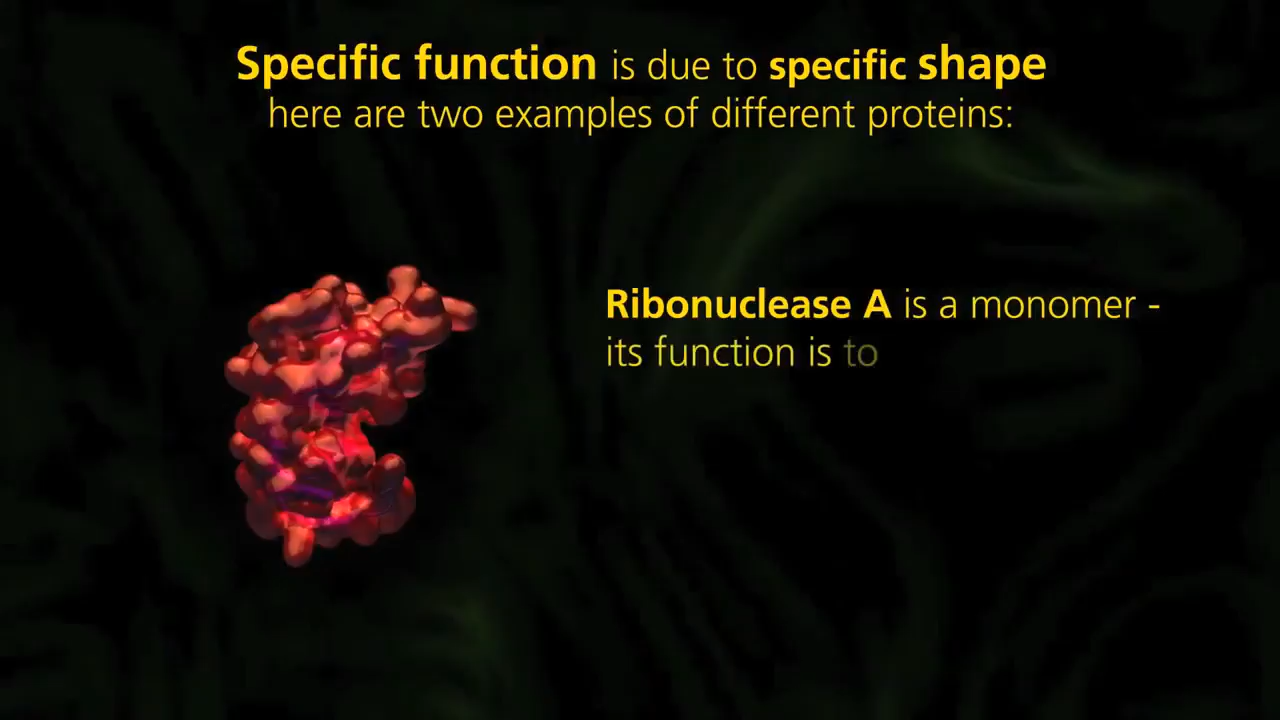 Specific function is due to specific shape
here are two examples of different proteins:
Ribonuclease A is a monomer -
its function is to